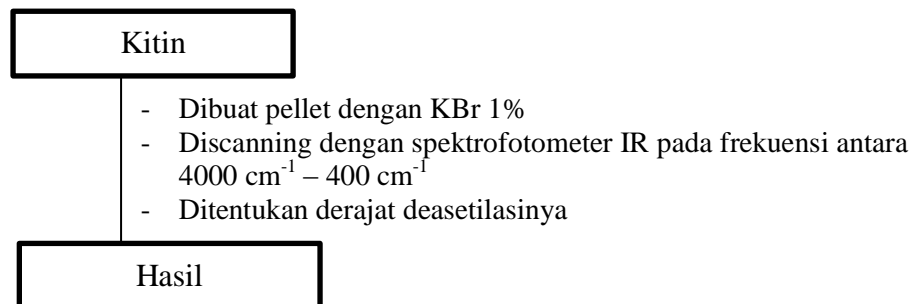 Kitin
- Dibuat pellet dengan KBr 1%
- Discanning dengan spektrofotometer IR pada frekuensi antara
4000 cm⁻¹ – 400 cm⁻¹
- Ditentukan derajat deasetilasinya
Hasil